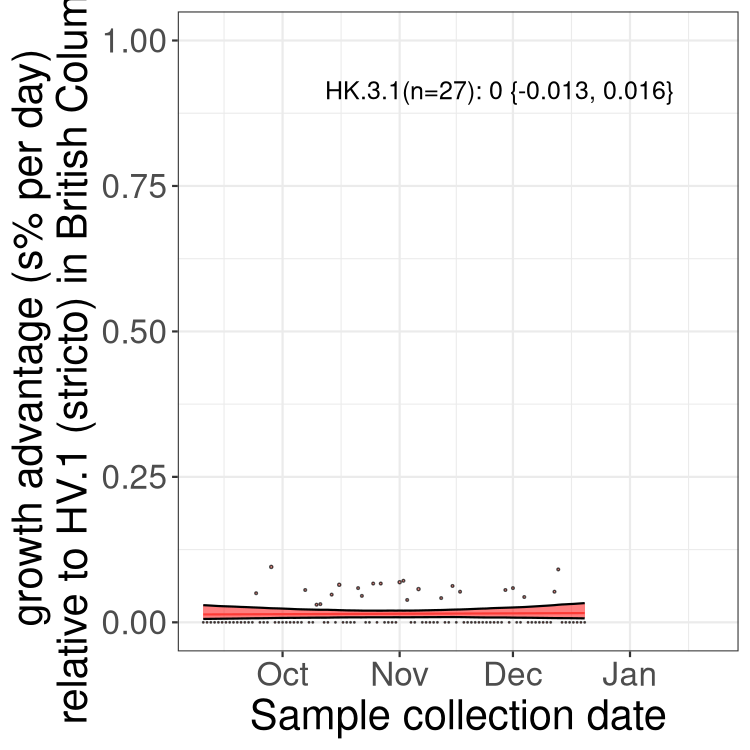 growth advantage (s% per day)
relative to HV.1 (stricto) in British Colum
1.00
0.75
0.50
0.25
0.00
HK.3.1(n=27): 0 {-0.013, 0.016}
Oct Nov Dec Jan
Sample collection date